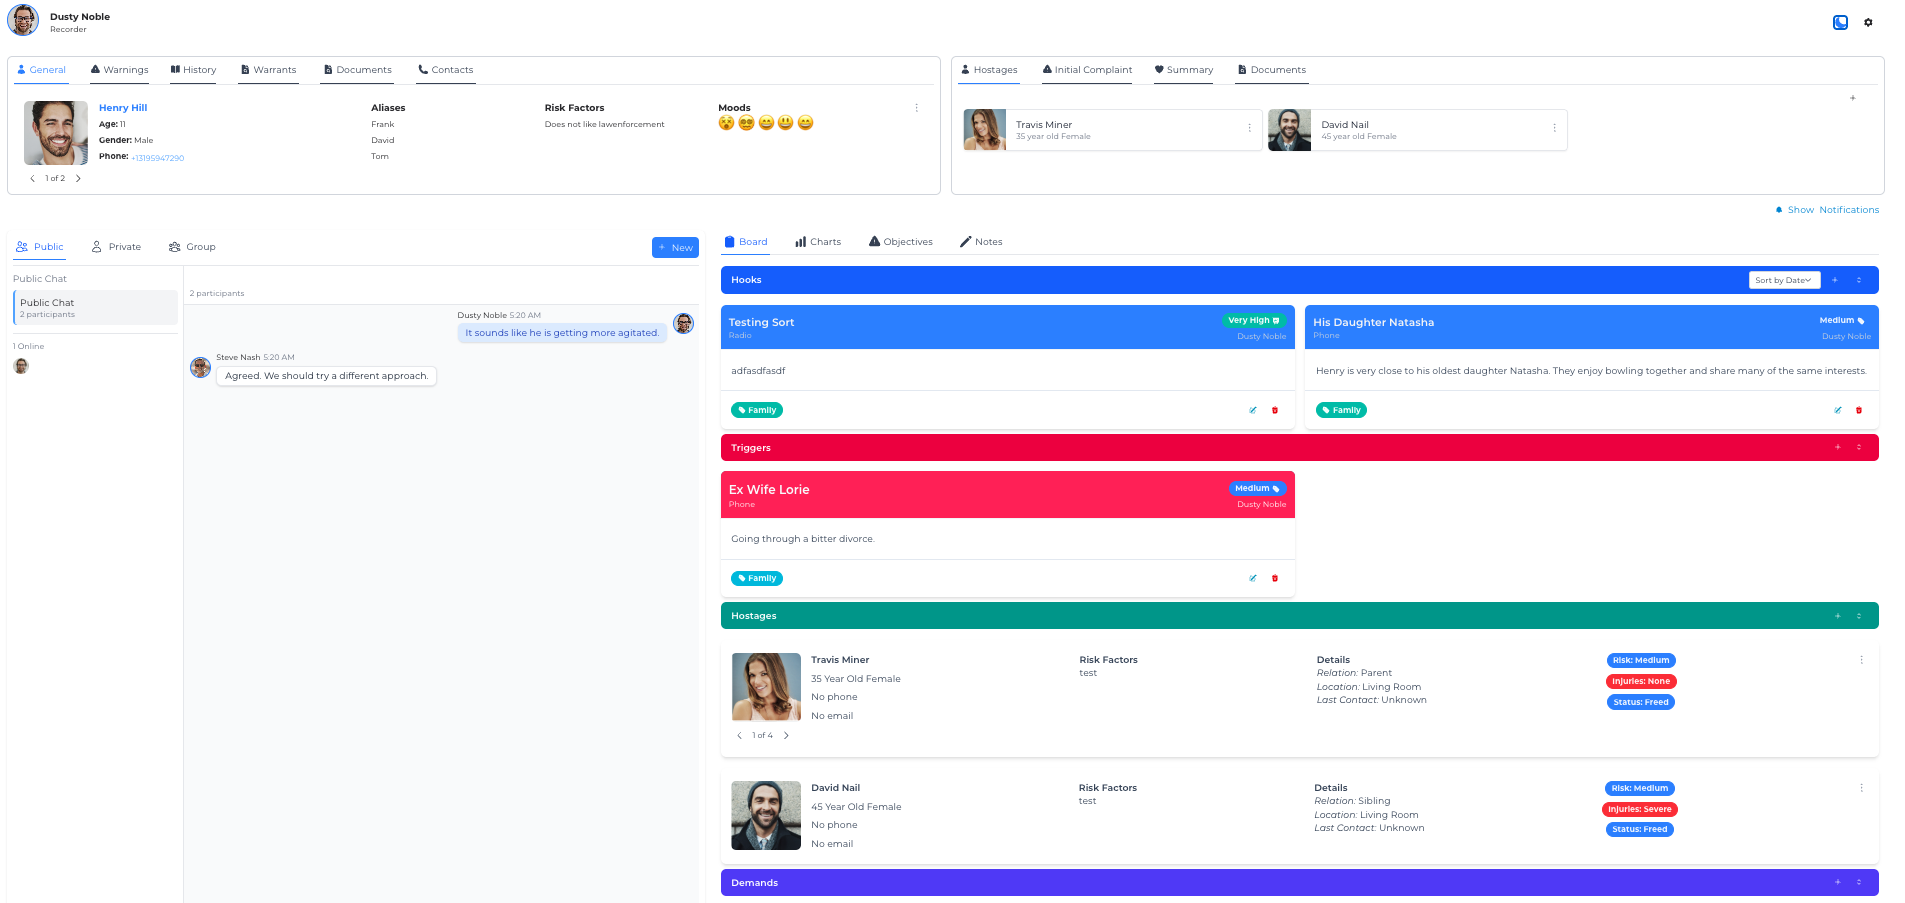 Dusty Noble
Recorder
General Warnings History Warrants Documents Contacts
Henry Hill
Age: 11
Gender: Male
Phone: +13195947290
1 of 2
Aliases
Frank
David
Tom
Risk Factors
Does not like lawenforcement
Moods
Hostages Initial Complaint Summary Documents
+
Travis Miner
35 year old Female
David Nail
45 year old Female
Show Notifications
Public Private Group
+ New
Public Chat
Public Chat
2 participants
1 Online
2 participants
Dusty Noble 5:20 AM
It sounds like he is getting more agitated.
Steve Nash 5:20 AM
Agreed. We should try a different approach.
Board Charts Objectives Notes
Hooks
Sort by Date
+
Testing Sort
Radio
Very High
Dusty Noble
adfasdfasdf
Family
His Daughter Natasha
Phone
Medium
Dusty Noble
Henry is very close to his oldest daughter Natasha. They enjoy bowling together and share many of the same interests.
Family
Triggers
+
Ex Wife Lorie
Phone
Medium
Dusty Noble
Going through a bitter divorce.
Family
Hostages
+
Travis Miner
35 Year Old Female
No phone
No email
1 of 4
Risk Factors
test
Details
Relation: Parent
Location: Living Room
Last Contact: Unknown
Risk: Medium
Injuries: None
Status: Freed
David Nail
45 Year Old Female
No phone
No email
Risk Factors
test
Details
Relation: Sibling
Location: Living Room
Last Contact: Unknown
Risk: Medium
Injuries: Severe
Status: Freed
Demands
+